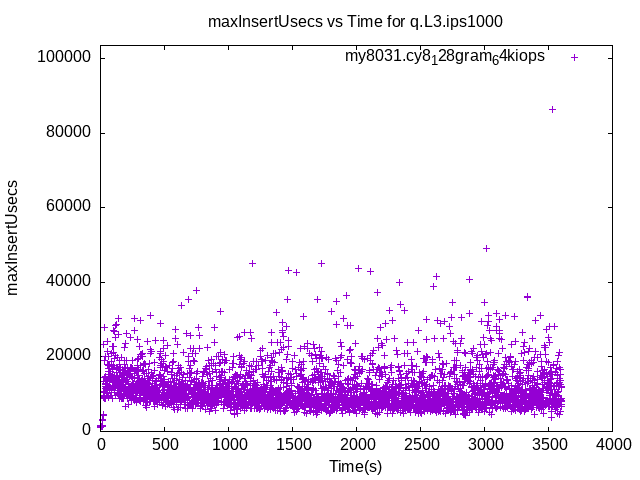 maxInsertUsecs vs Time for q.L3.ips1000
my8031.cy8₁28gram₆4kiops
100000
80000
60000
40000
20000
0
maxInsertUsecs
0 500 1000 1500 2000 2500 3000 3500 4000
Time(s)